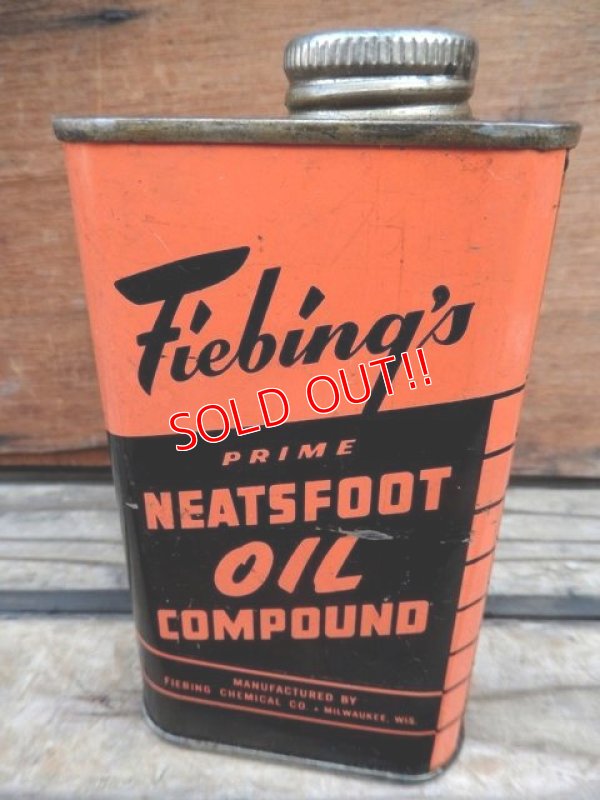 Fiebing's
SOLD OUT!!
PRIME
NEATSFOOT
OIL
COMPOUND
MANUFACTURED BY
FIEBING CHEMICAL CO. • MILWAUKEE, WIS.